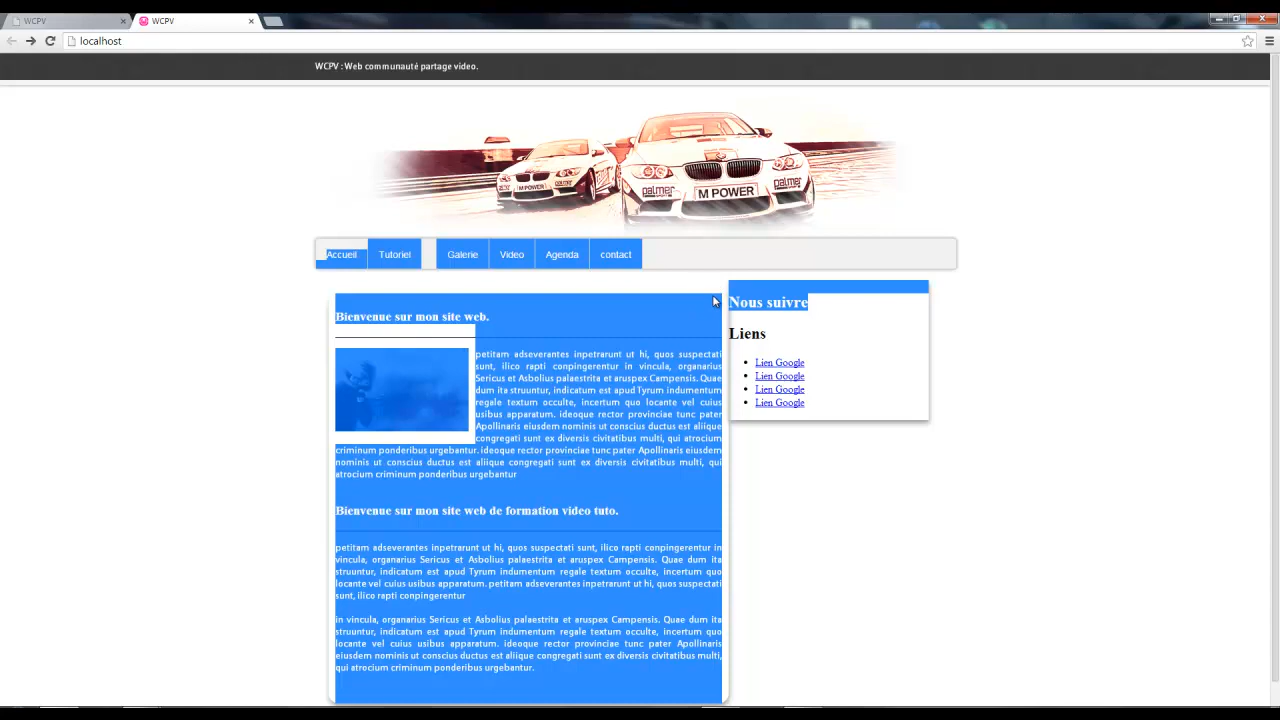 WCPV
WCPV
localhost
WCPV : Web communauté partage video.
palmer
M POWER
palmer
M POWER
palmer
Accueil Tutoriel Galerie Video Agenda contact
Nous suivre
Liens
Lien Google
Lien Google
Lien Google
Lien Google
Bienvenue sur mon site web.
petitam adseverantes inpetrarunt ut hi, quos suspectati
sunt, ilico rapti conpingerentur in vincula, organarius
Sericus et Asbolius palaestrita et aruspex Campensis. Quae
dum ita struuntur, indicatum est apud Tyrum indumentum
regale textum occulte, incertum quo locante vel cuius
usibus apparatum. ideoque rector provinciae tunc pater
Apollinaris eiusdem nominis ut conscius ductus est aliique
congregati sunt ex diversis civitatibus multi, qui atrocium
criminum ponderibus urgebantur. ideoque rector provinciae tunc pater Apollinaris eiusdem
nominis ut conscius ductus est aliique congregati sunt ex diversis civitatibus multi, qui
atrocium criminum ponderibus urgebantur
Bienvenue sur mon site web de formation video tuto.
petitam adseverantes inpetrarunt ut hi, quos suspectati sunt, ilico rapti conpingerentur in
vincula, organarius Sericus et Asbolius palaestrita et aruspex Campensis. Quae dum ita
struuntur, indicatum est apud Tyrum indumentum regale textum occulte, incertum quo
locante vel cuius usibus apparatum. petitam adseverantes inpetrarunt ut hi, quos suspectati
sunt, ilico rapti conpingerentur
in vincula, organarius Sericus et Asbolius palaestrita et aruspex Campensis. Quae dum ita
struuntur, indicatum est apud Tyrum indumentum regale textum occulte, incertum quo
locante vel cuius usibus apparatum. ideoque rector provinciae tunc pater Apollinaris
eiusdem nominis ut conscius ductus est aliique congregati sunt ex diversis civitatibus multi,
qui atrocium criminum ponderibus urgebantur.